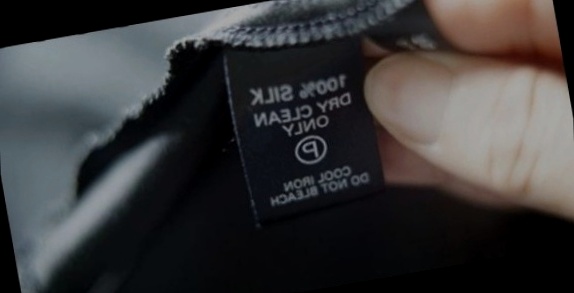 100% SILK
DRY CLEAN
ONLY
P
COOL IRON
DO NOT BLEACH